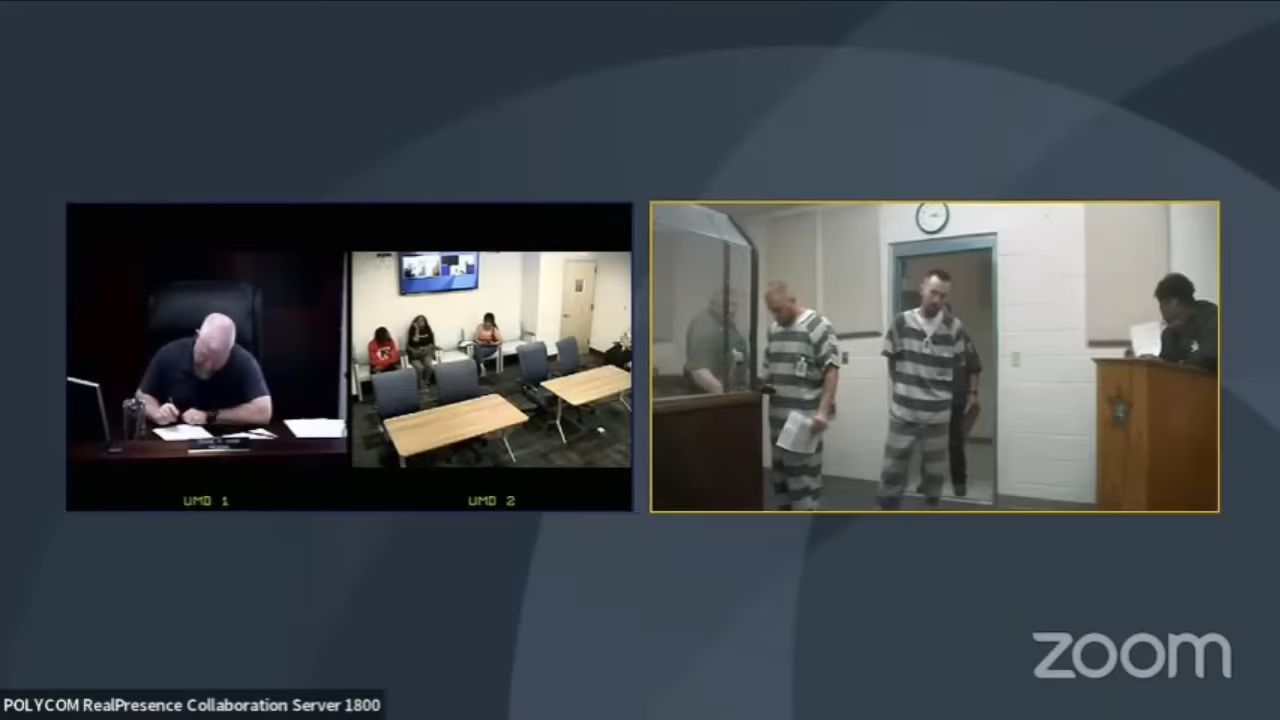 UMD 1
UMD 2
zoom
POLYCOM RealPresence Collaboration Server 1800